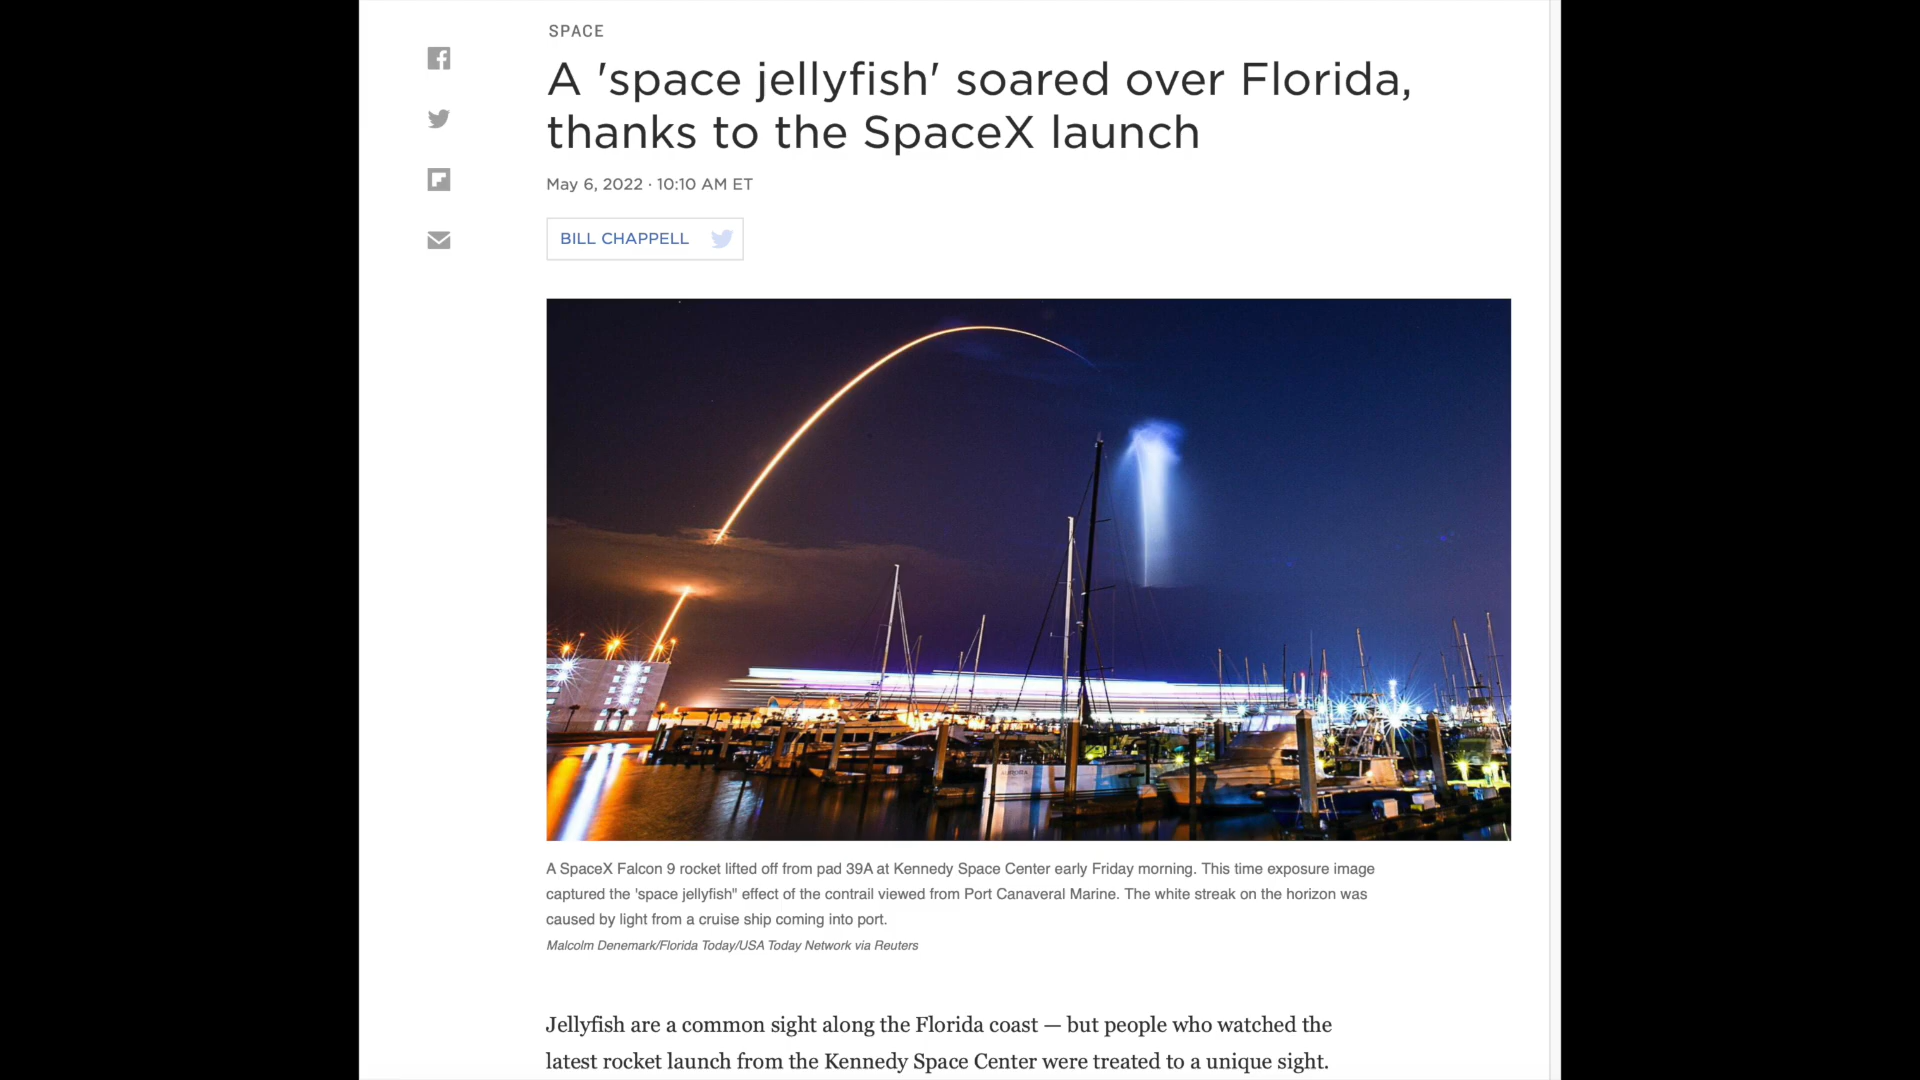 SPACE
A 'space jellyfish' soared over Florida,
thanks to the SpaceX launch
May 6, 2022 · 10:10 AM ET
BILL CHAPPELL
A SpaceX Falcon 9 rocket lifted off from pad 39A at Kennedy Space Center early Friday morning. This time exposure image
captured the 'space jellyfish" effect of the contrail viewed from Port Canaveral Marine. The white streak on the horizon was
caused by light from a cruise ship coming into port.
Malcolm Denemark/Florida Today/USA Today Network via Reuters
Jellyfish are a common sight along the Florida coast — but people who watched the
latest rocket launch from the Kennedy Space Center were treated to a unique sight.